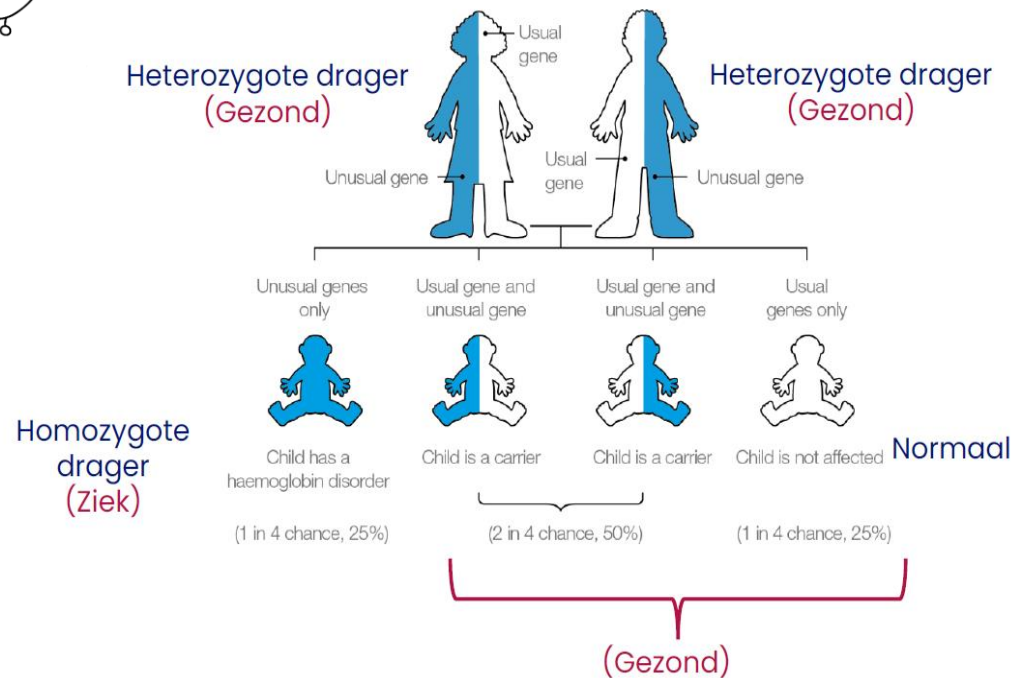 Usual
gene
Heterozygote drager
(Gezond)
Heterozygote drager
(Gezond)
Unusual gene
Usual
gene
Unusual gene
Unusual genes
only
Usual gene and
unusual gene
Usual gene and
unusual gene
Usual
genes only
Homozygote
drager
(Ziek)
Child has a
haemoglobin disorder
Child is a carrier
Child is a carrier
Child is not affected
Normaal
(1 in 4 chance, 25%)
(2 in 4 chance, 50%)
(1 in 4 chance, 25%)
(Gezond)